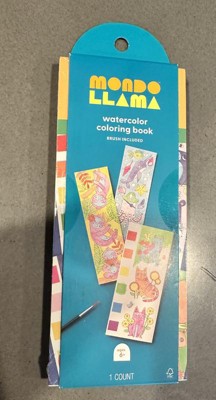 MONDO
LLAMA
watercolor
coloring book
BRUSH INCLUDED
1 COUNT